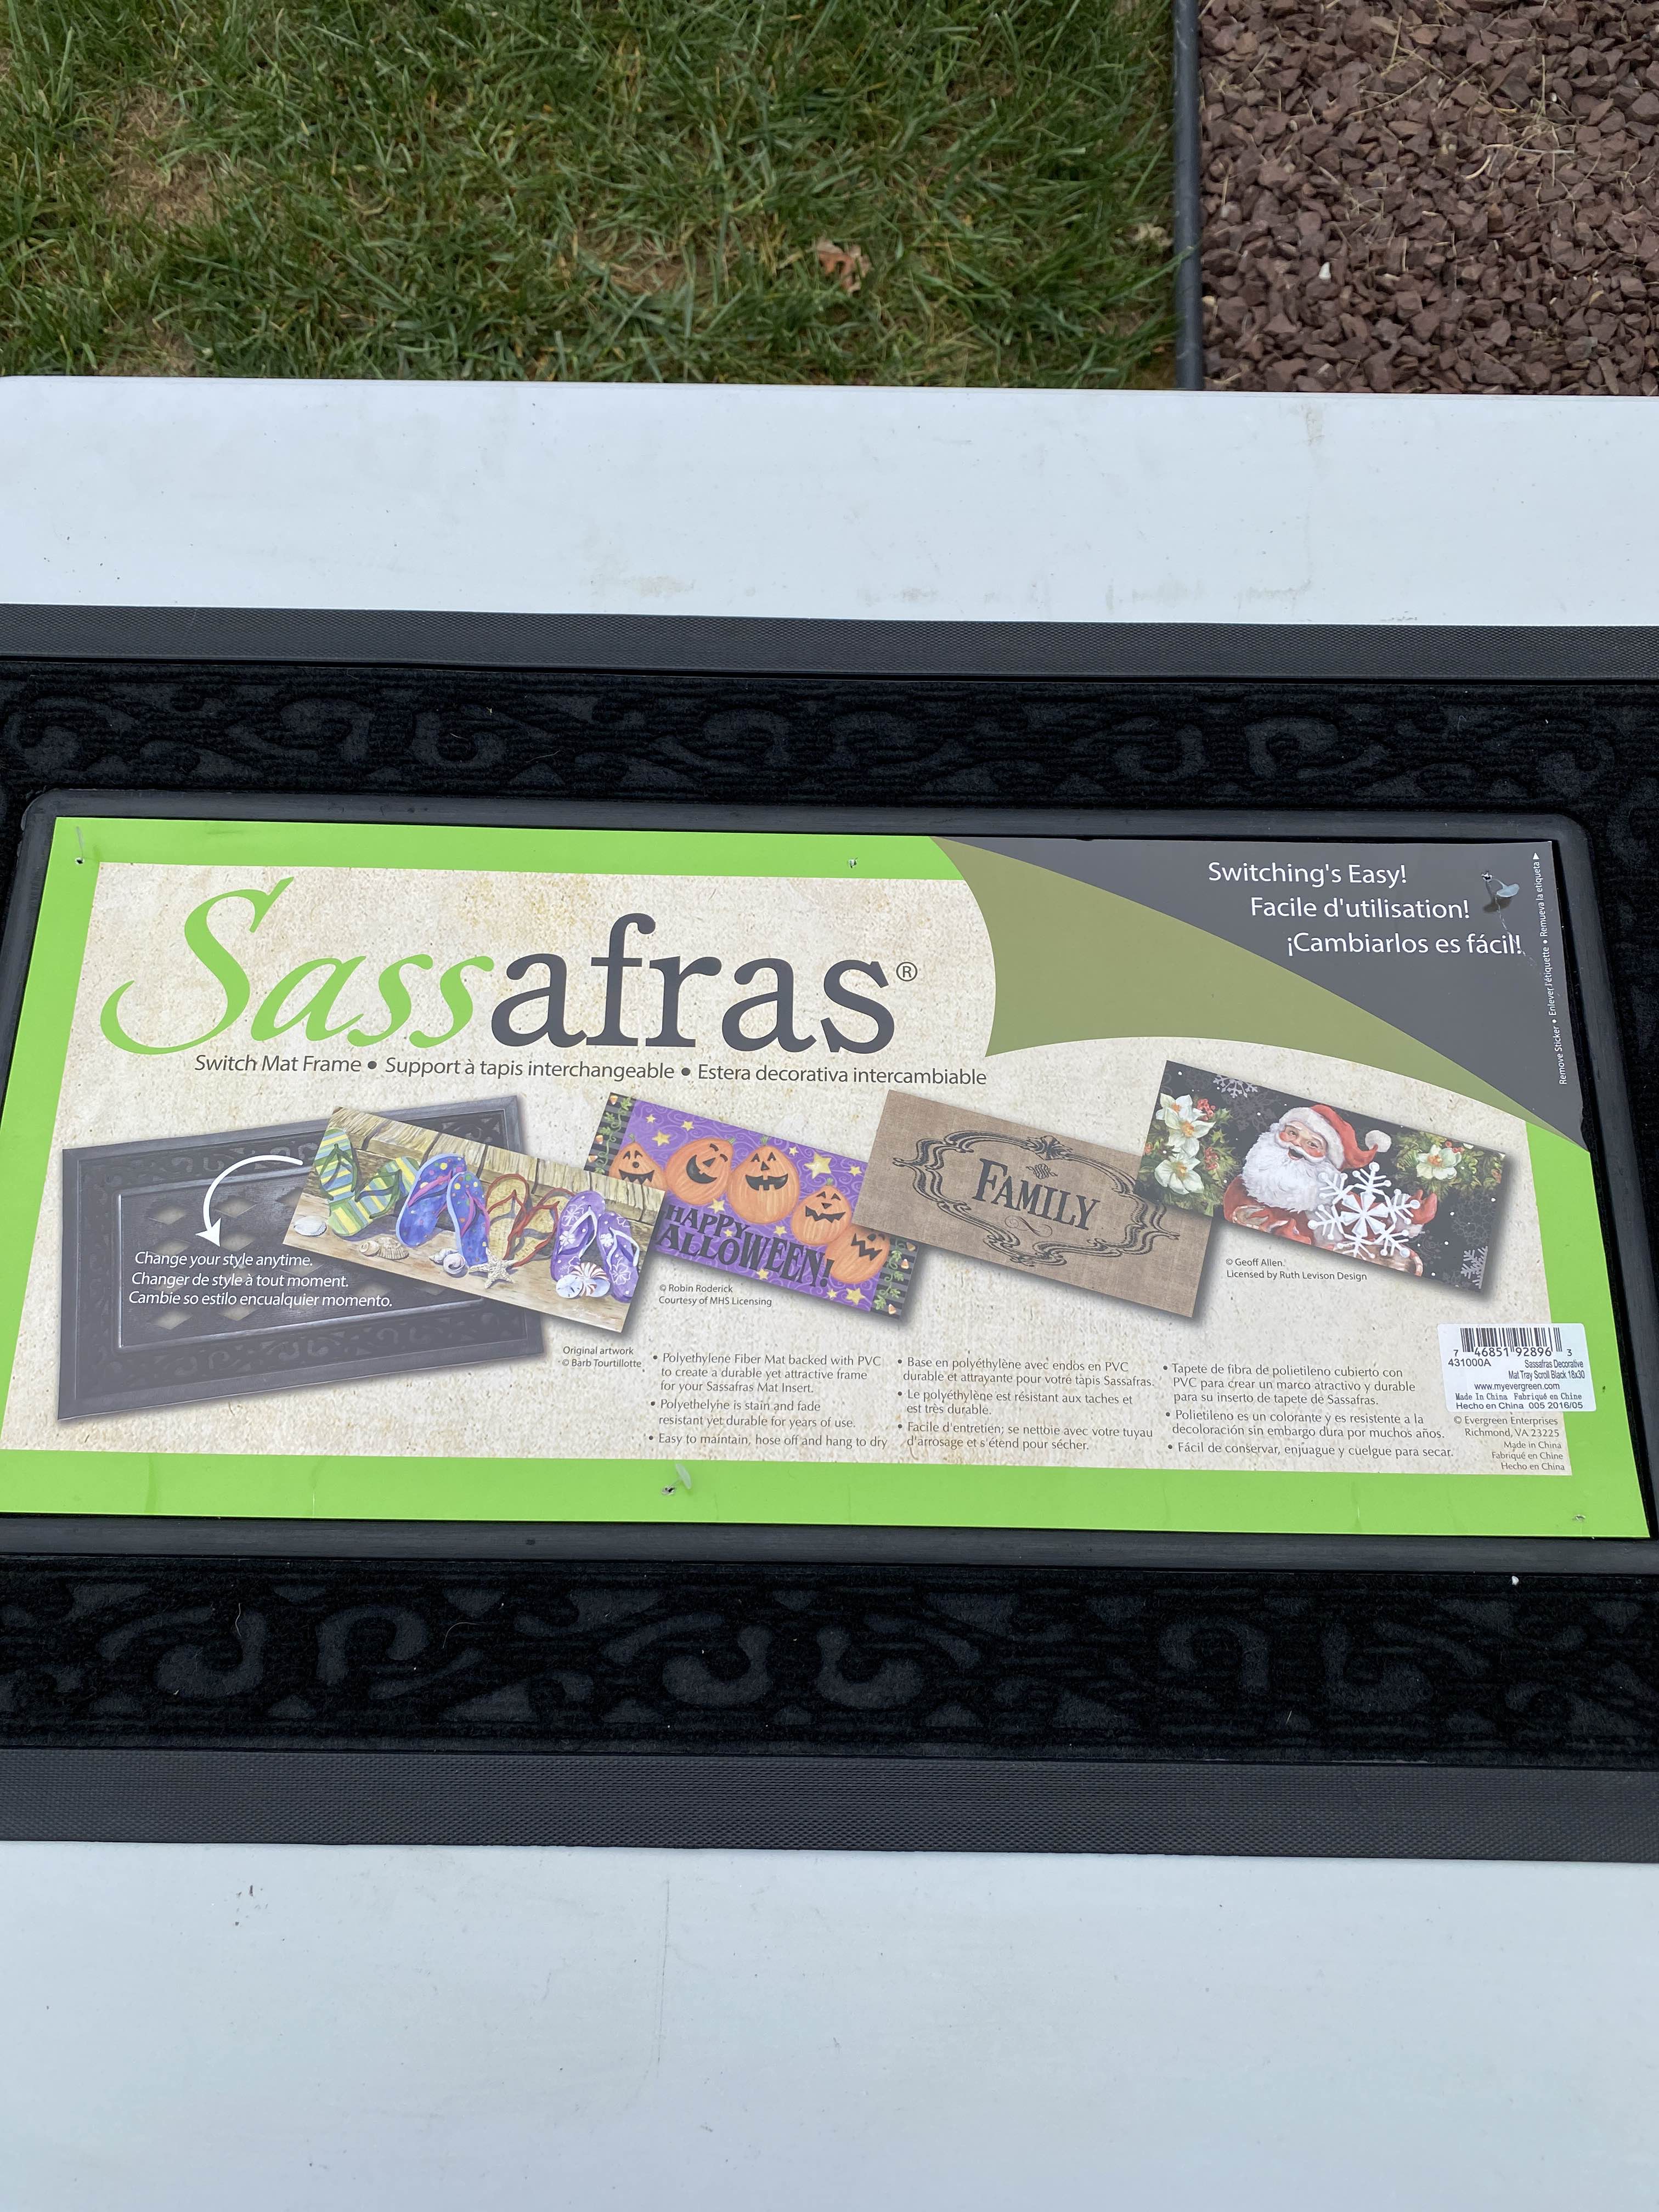 Switching's Easy!
Facile d'utilisation!
¡Cambiarlos es fácil!
Remove Sticker • Enlever l'étiquette • Remueva la etiqueta
Sassafras®
Switch Mat Frame • Support à tapis interchangeable • Estera decorativa intercambiable
Change your style anytime.
Changer de style à tout moment.
Cambie so estilo encualquier momento.
HAPPY
ALLOWEEN!
FAMILY
Original artwork
© Barb Tourtillotte
© Robin Roderick
Courtesy of MHS Licensing
© Geoff Allen.
Licensed by Ruth Levison Design
• Polyethylene Fiber Mat backed with PVC
to create a durable yet attractive frame
for your Sassafras Mat Insert.
• Polyethelyne is stain and fade
resistant yet durable for years of use.
• Easy to maintain, hose off and hang to dry
• Base en polyéthylène avec endos en PVC
durable et attrayante pour votre tapis Sassafras.
• Le polyéthylène est résistant aux taches et
est très durable.
• Facile d'entretien; se nettoie avec votre tuyau
d'arrosage et s'étend pour sécher.
• Tapete de fibra de polietileno cubierto con
PVC para crear un marco atractivo y durable
para su inserto de tapete de Sassafras.
• Polietileno es un colorante y es resistente a la
decoloración sin embargo dura por muchos años.
• Fácil de conservar, enjuague y cuelgue para secar.
7 46851 92896 3
431000A Sassafras Decorative
Mat Tray Scroll Black 18x30
www.myevergreen.com
Made In China Fabriqué en Chine
Hecho en China 005 2016/05
© Evergreen Enterprises
Richmond, VA 23225
Made in China
Fabriqué en Chine
Hecho en China